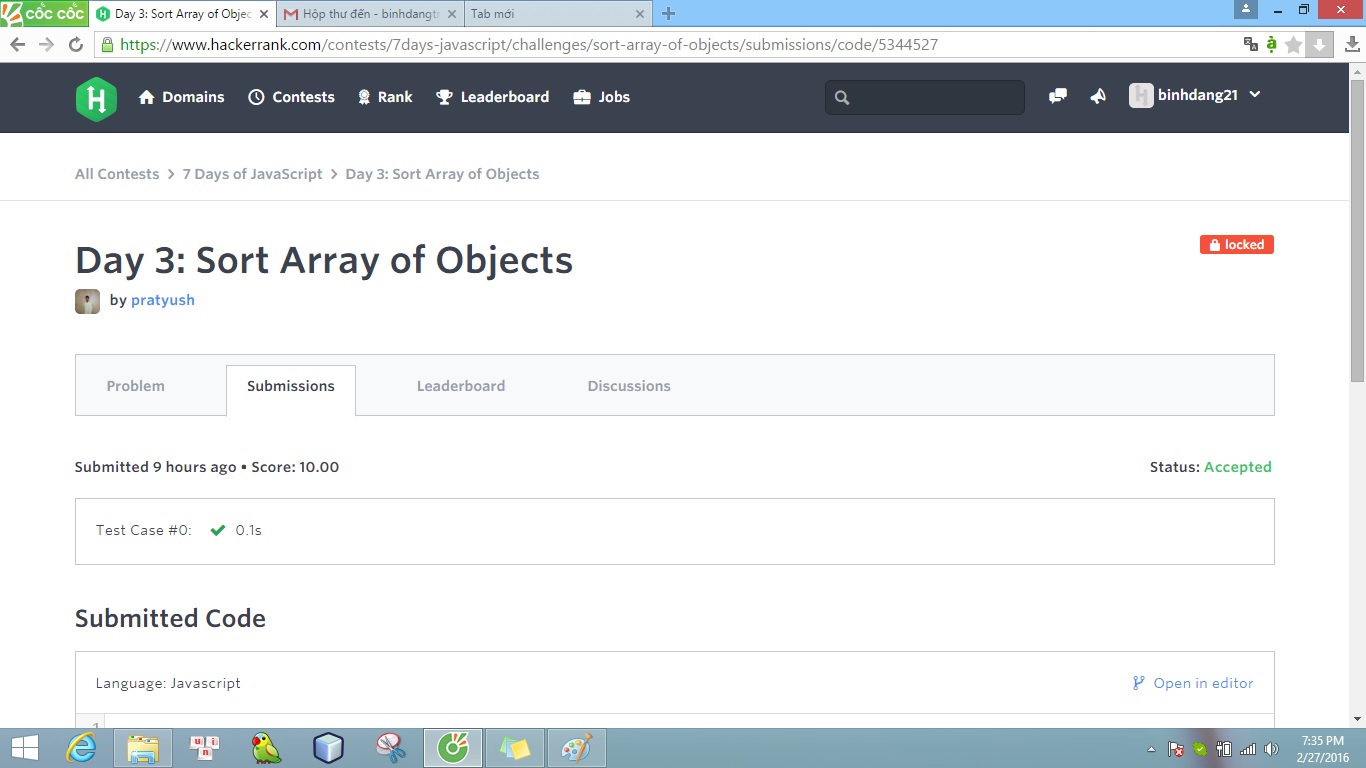 cốc cốc
Day 3: Sort Array of Objec
Hộp thư đến - binhdangtr
Tab mới
https://www.hackerrank.com/contests/7days-javascript/challenges/sort-array-of-objects/submissions/code/5344527
H Domains Contests Rank Leaderboard Jobs binhdang21
All Contests > 7 Days of JavaScript > Day 3: Sort Array of Objects
Day 3: Sort Array of Objects
locked
by pratyush
Problem Submissions Leaderboard Discussions
Submitted 9 hours ago ▪ Score: 10.00 Status: Accepted
Test Case #0: ✔ 0.1s
Submitted Code
Language: Javascript Open in editor
1
7:35 PM
2/27/2016